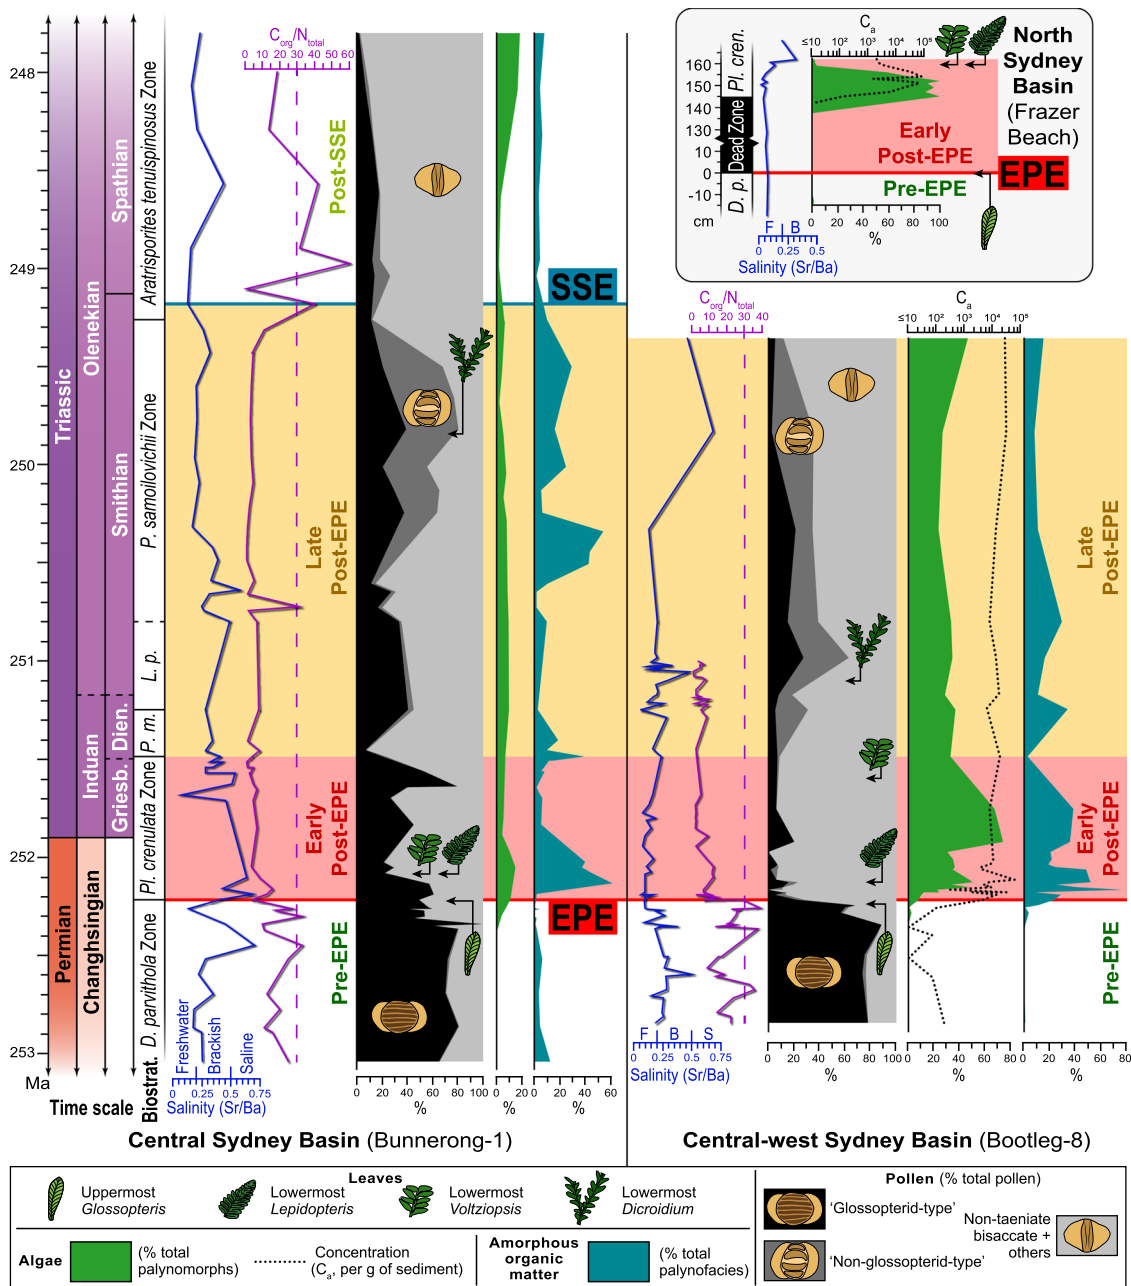 C_a
≤10 10² 10³ 10⁴ 10⁵
North
Sydney
Basin
(Frazer
Beach)
Pl. cren.
Dead Zone
D. p.
160
150
140
130
10
0
-10
cm
Early
Post-EPE
EPE
Pre-EPE
0 20 40 60 80 100
%
F B
0 0.25 0.5
Salinity (Sr/Ba)
C_org/N_total
0 10 20 30 40 50 60
248
249
250
251
252
253
Ma
Time scale
Triassic
Permian
Olenekian
Induan
Changhsingian
Spathian
Smithian
Dien.
Griesb.
Biostrat.
Aratrisporites tenuispinosus Zone
P. samoilovichii Zone
L. p.
P. m.
Pl. crenulata Zone
D. parvithola Zone
Post-SSE
SSE
Late
Post-EPE
Early
Post-EPE
EPE
Pre-EPE
Freshwater
Brackish
Saline
0 0.25 0.5 0.75
Salinity (Sr/Ba)
0 20 40 60 80 100
%
0 20
%
0 20 40 60
%
C_org/N_total
0 10 20 30 40
C_a
≤10 10² 10³ 10⁴ 10⁵
Late
Post-EPE
Early
Post-EPE
Pre-EPE
F B S
0 0.25 0.5 0.75
Salinity (Sr/Ba)
0 20 40 60 80 100
%
0 20 40 60 80
%
0 20 40 60 80
%
Central Sydney Basin (Bunnerong-1)
Central-west Sydney Basin (Bootleg-8)
Leaves
Uppermost
Glossopteris
Lowermost
Lepidopteris
Lowermost
Voltziopsis
Lowermost
Dicroidium
Algae
(% total
palynomorphs)
Concentration
(C_a, per g of sediment)
Amorphous
organic
matter
(% total
palynofacies)
Pollen (% total pollen)
'Glossopterid-type'
'Non-glossopterid-type'
Non-taeniate
bisaccate +
others